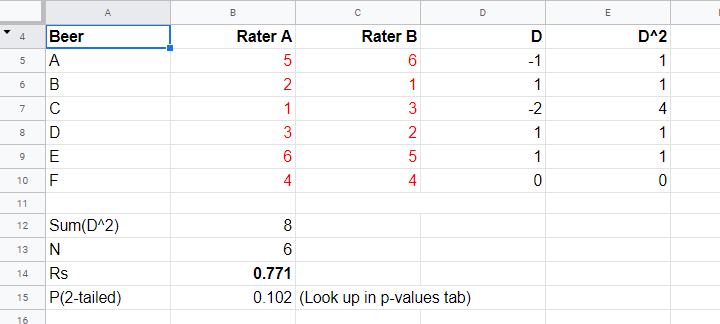 A B C D E
4 Beer Rater A Rater B D D^2
5 A 5 6 -1 1
6 B 2 1 1 1
7 C 1 3 -2 4
8 D 3 2 1 1
9 E 6 5 1 1
10 F 4 4 0 0
11
12 Sum(D^2) 8
13 N 6
14 Rs 0.771
15 P(2-tailed) 0.102 (Look up in p-values tab)
16